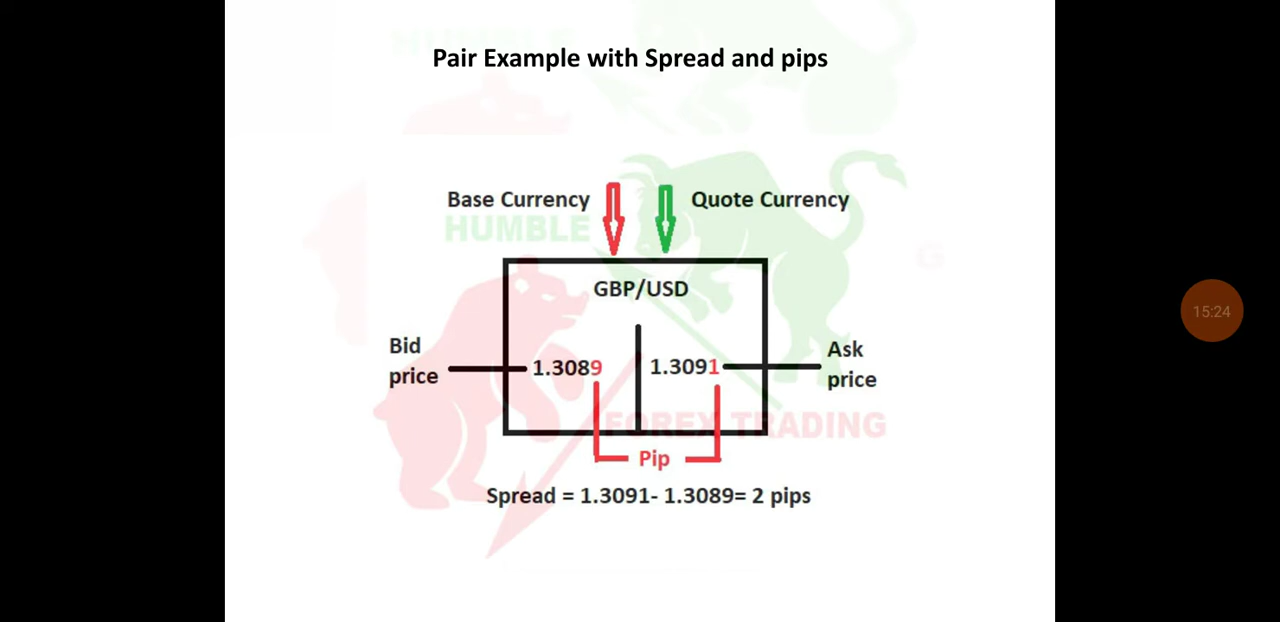 Pair Example with Spread and pips
Base Currency
Quote Currency
HUMBLE
GBP/USD
Bid
price
1.3089
1.3091
Ask
price
FOREX TRADING
Pip
Spread = 1.3091- 1.3089= 2 pips
G
15:24